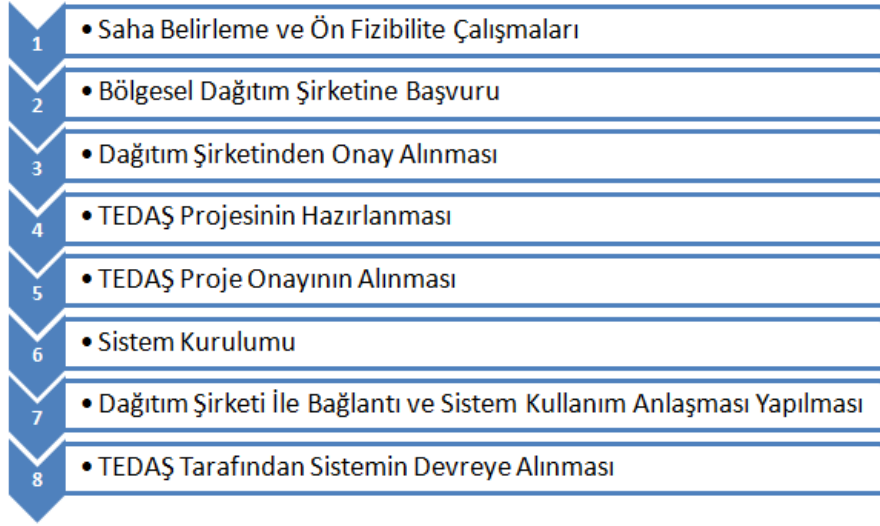 1
• Saha Belirleme ve Ön Fizibilite Çalışmaları
2
• Bölgesel Dağıtım Şirketine Başvuru
3
• Dağıtım Şirketinden Onay Alınması
4
• TEDAŞ Projesinin Hazırlanması
5
• TEDAŞ Proje Onayının Alınması
6
• Sistem Kurulumu
7
• Dağıtım Şirketi İle Bağlantı ve Sistem Kullanım Anlaşması Yapılması
8
• TEDAŞ Tarafından Sistemin Devreye Alınması